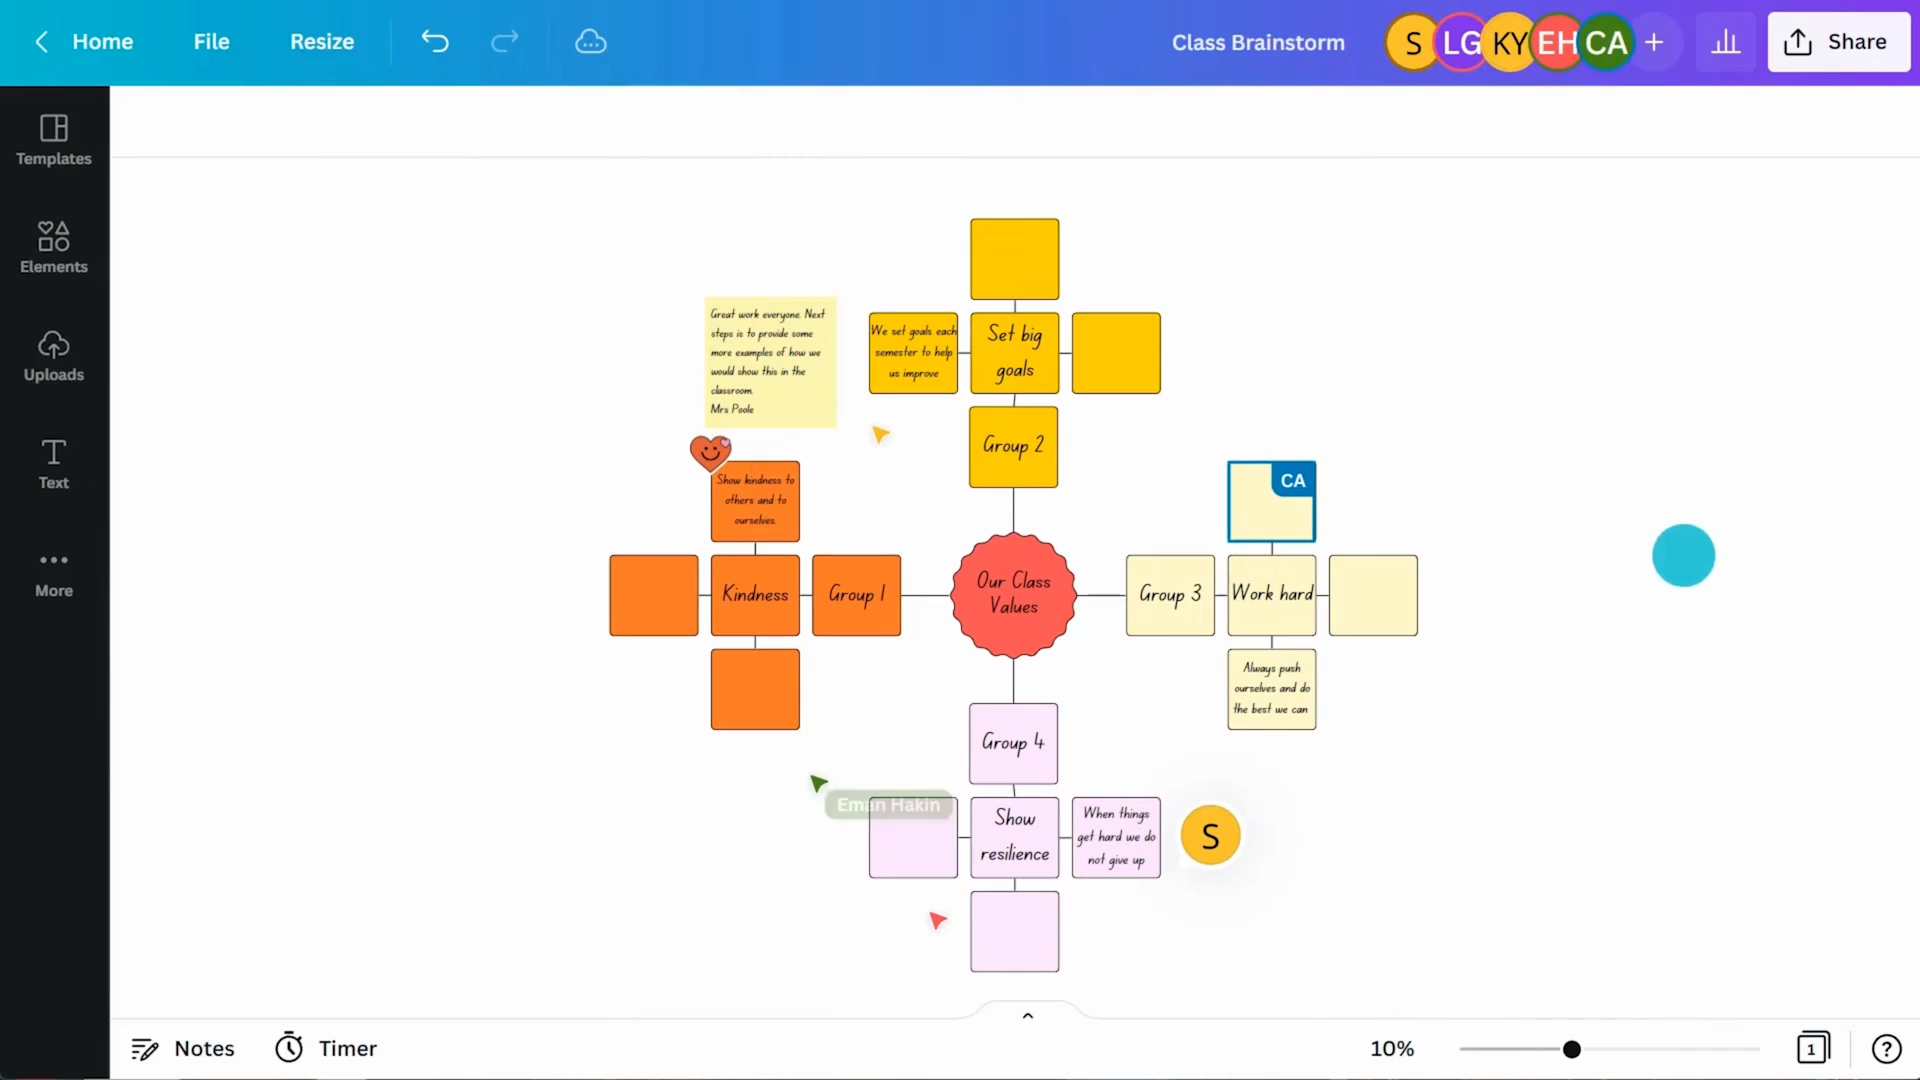 Home
File
Resize
Class Brainstorm
S
LG
KY
EH
CA
+
Share
Templates
Elements
Uploads
Text
More
Great work everyone. Next
steps is to provide some
more examples of how we
would show this in the
classroom.
Mrs Poole
We set goals each
semester to help
us improve
Set big
goals
Group 2
Show kindness to
others and to
ourselves.
Kindness
Group 1
Our Class
Values
CA
Group 3
Work hard
Always push
ourselves and do
the best we can
Group 4
Eman Hakin
Show
resilience
When things
get hard we do
not give up
S
Notes
Timer
10%
1
?